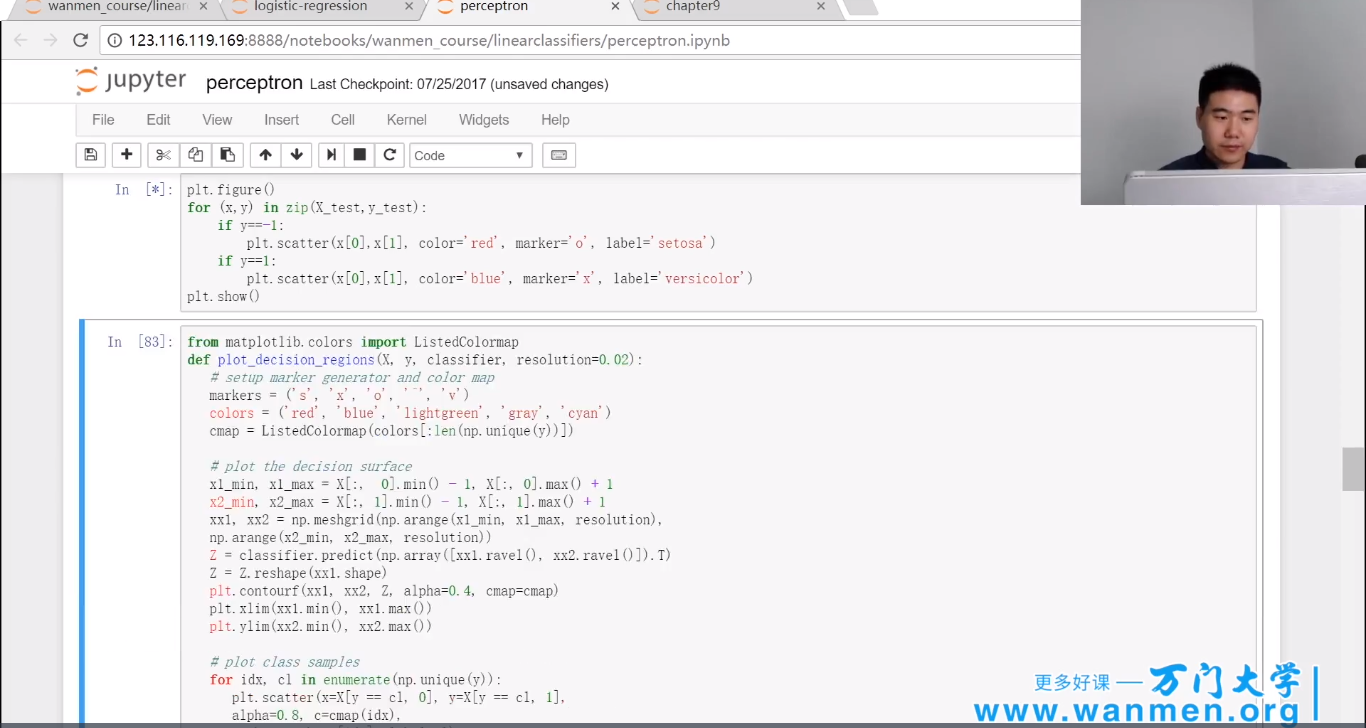 wanmen_course/linear
logistic-regression
perceptron
chapter9
123.116.119.169:8888/notebooks/wanmen_course/linearclassifiers/perceptron.ipynb
jupyter perceptron Last Checkpoint: 07/25/2017 (unsaved changes)
File Edit View Insert Cell Kernel Widgets Help
Code
In [*]: plt.figure()
for (x,y) in zip(X_test,y_test):
if y==-1:
plt.scatter(x[0],x[1], color='red', marker='o', label='setosa')
if y==1:
plt.scatter(x[0],x[1], color='blue', marker='x', label='versicolor')
plt.show()
In [83]: from matplotlib.colors import ListedColormap
def plot_decision_regions(X, y, classifier, resolution=0.02):
# setup marker generator and color map
markers = ('s', 'x', 'o', '^', 'v')
colors = ('red', 'blue', 'lightgreen', 'gray', 'cyan')
cmap = ListedColormap(colors[:len(np.unique(y))])
# plot the decision surface
x1_min, x1_max = X[:, 0].min() - 1, X[:, 0].max() + 1
x2_min, x2_max = X[:, 1].min() - 1, X[:, 1].max() + 1
xx1, xx2 = np.meshgrid(np.arange(x1_min, x1_max, resolution),
np.arange(x2_min, x2_max, resolution))
Z = classifier.predict(np.array([xx1.ravel(), xx2.ravel()]).T)
Z = Z.reshape(xx1.shape)
plt.contourf(xx1, xx2, Z, alpha=0.4, cmap=cmap)
plt.xlim(xx1.min(), xx1.max())
plt.ylim(xx2.min(), xx2.max())
# plot class samples
for idx, cl in enumerate(np.unique(y)):
plt.scatter(x=X[y == cl, 0], y=X[y == cl, 1],
alpha=0.8, c=cmap(idx),
更多好课 — 万门大学
www.wanmen.org